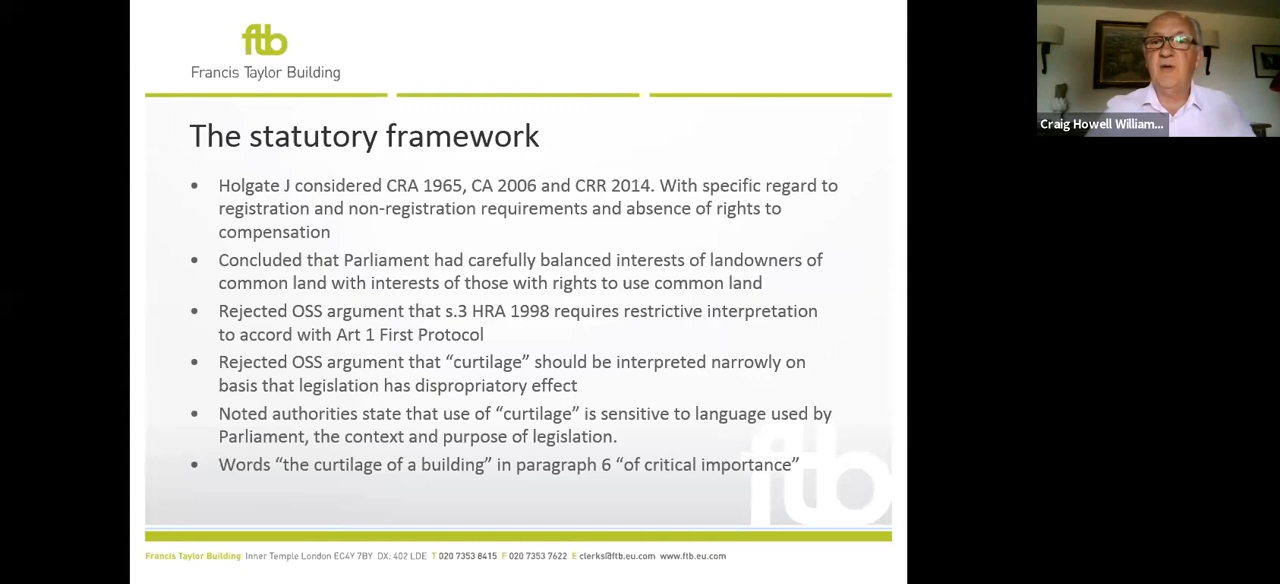 ftb
Francis Taylor Building
The statutory framework
• Holgate J considered CRA 1965, CA 2006 and CRR 2014. With specific regard to
registration and non-registration requirements and absence of rights to
compensation
• Concluded that Parliament had carefully balanced interests of landowners of
common land with interests of those with rights to use common land
• Rejected OSS argument that s.3 HRA 1998 requires restrictive interpretation
to accord with Art 1 First Protocol
• Rejected OSS argument that “curtilage” should be interpreted narrowly on
basis that legislation has dispropriatory effect
• Noted authorities state that use of “curtilage” is sensitive to language used by
Parliament, the context and purpose of legislation.
• Words “the curtilage of a building” in paragraph 6 “of critical importance”
ftb
Francis Taylor Building Inner Temple London EC4Y 7BY DX: 402 LDE T 020 7353 8415 F 020 7353 7622 E clerks@ftb.eu.com www.ftb.eu.com
Craig Howell William...